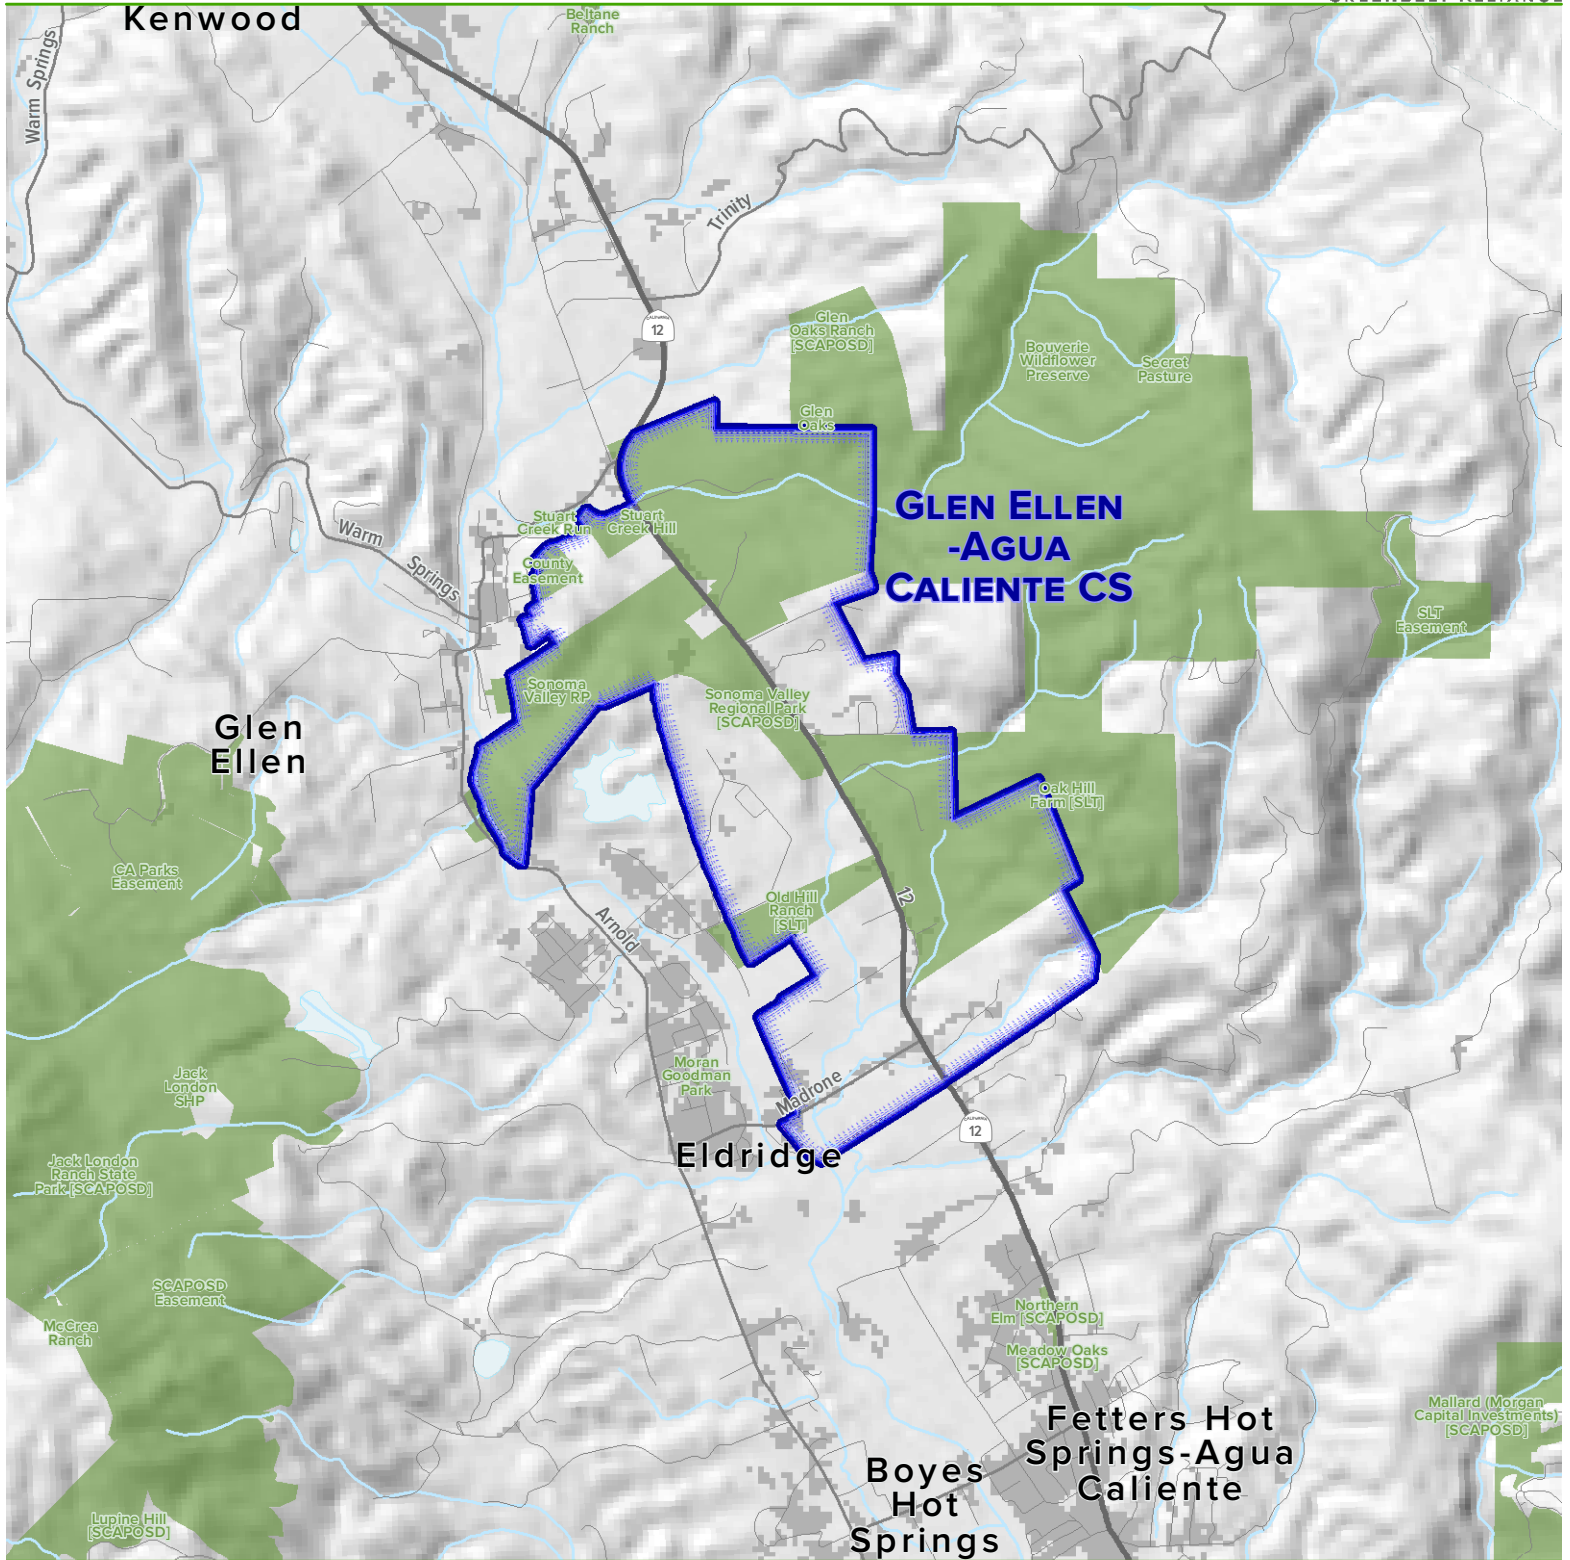 GREENBELT ALLIANCE
Kenwood
Beltane
Ranch
Warm Springs
Trinity
CALIFORNIA
12
Glen
Oaks Ranch
[SCAPOSD]
Bouverie
Wildflower
Preserve
Secret
Pasture
Glen
Oaks
GLEN ELLEN
-AGUA
CALIENTE CS
Stuart
Creek Run
Stuart
Creek Hill
Warm
Springs
County
Easement
SLT
Easement
Sonoma
Valley RP
Sonoma Valley
Regional Park
[SCAPOSD]
Glen
Ellen
Oak Hill
Farm [SLT]
CA Parks
Easement
Old Hill
Ranch
[SLT]
12
Arnold
Moran
Goodman
Park
Jack
London
SHP
Madrone
CALIFORNIA
12
Eldridge
Jack London
Ranch State
Park [SCAPOSD]
SCAPOSD
Easement
McCrea
Ranch
Northern
Elm [SCAPOSD]
Meadow Oaks
[SCAPOSD]
Mallard (Morgan
Capital Investments)
[SCAPOSD]
Fetters Hot
Springs-Agua
Caliente
Boyes
Hot
Springs
Lupine Hill
[SCAPOSD]